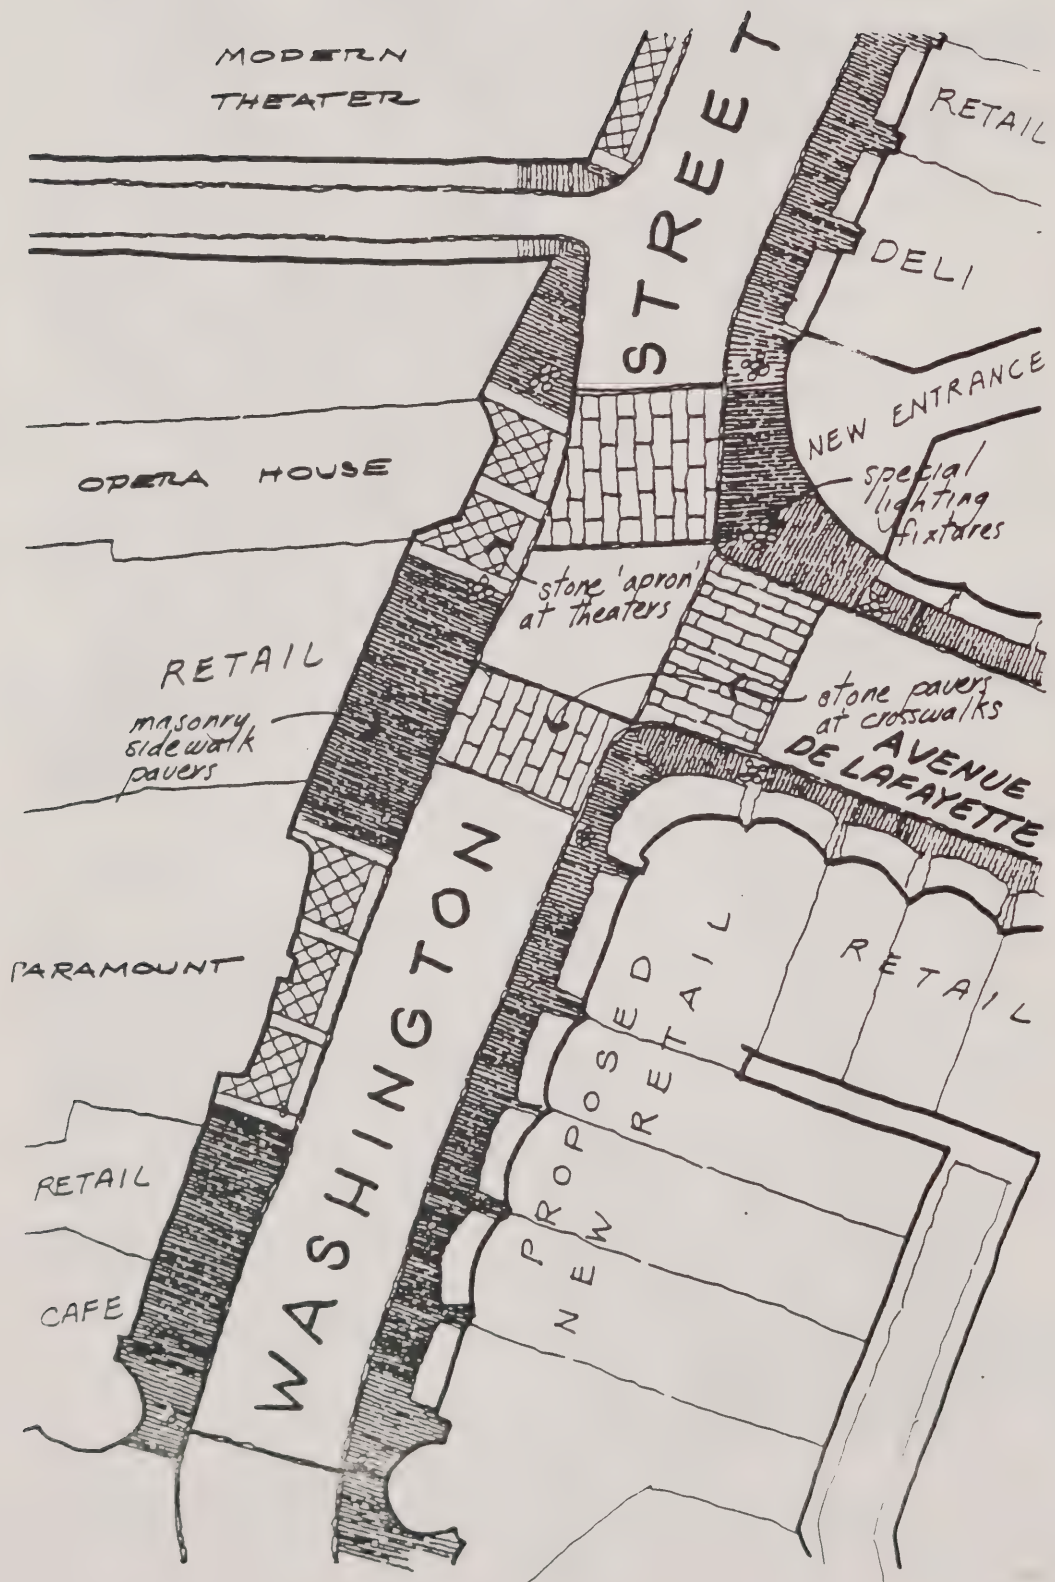 MODERN
THEATER
STREET
RETAIL
DELI
NEW ENTRANCE
OPERA HOUSE
special
lighting
fixtures
stone 'apron'
at theaters
RETAIL
masonry
sidewalk
pavers
stone pavers
at crosswalks
AVENUE
DE LAFAYETTE
WASHINGTON
PARAMOUNT
RETAIL
NEW
PROPOSED
RETAIL
RETAIL
CAFE